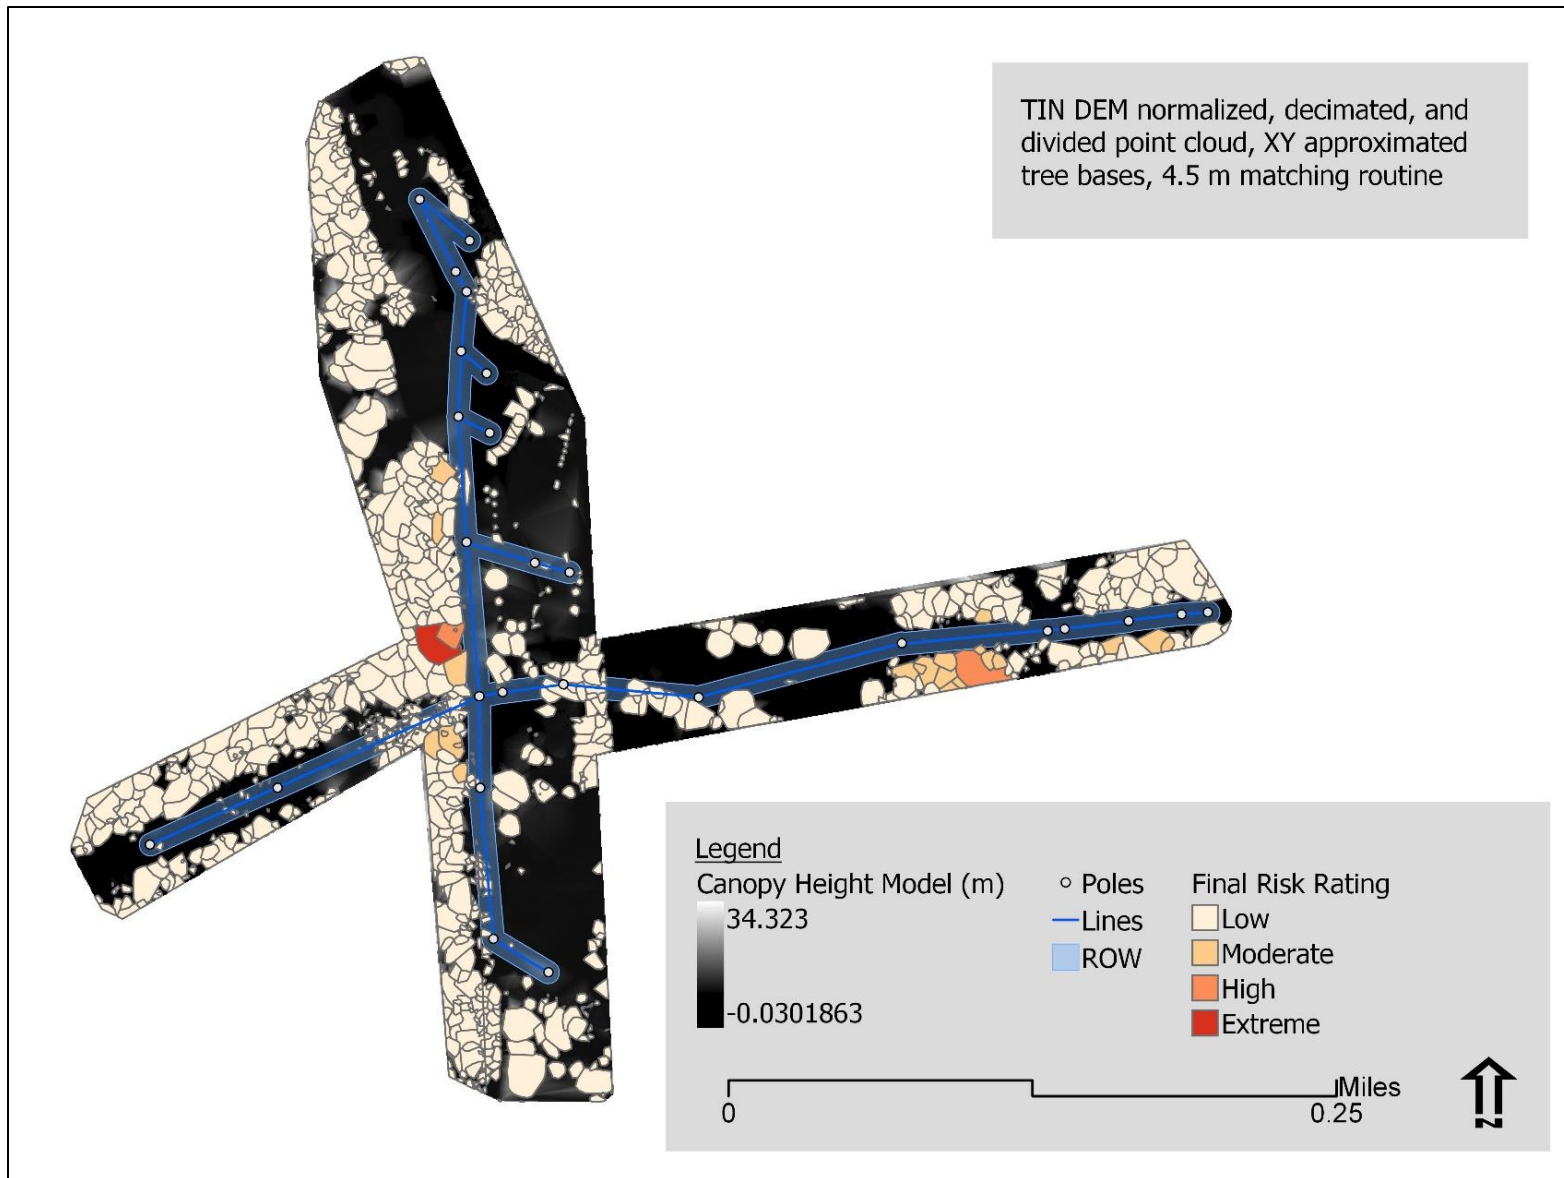 TIN DEM normalized, decimated, and
divided point cloud, XY approximated
tree bases, 4.5 m matching routine
Legend
Canopy Height Model (m)
34.323
-0.0301863
Poles
Lines
ROW
Final Risk Rating
Low
Moderate
High
Extreme
Miles
0
0.25
N